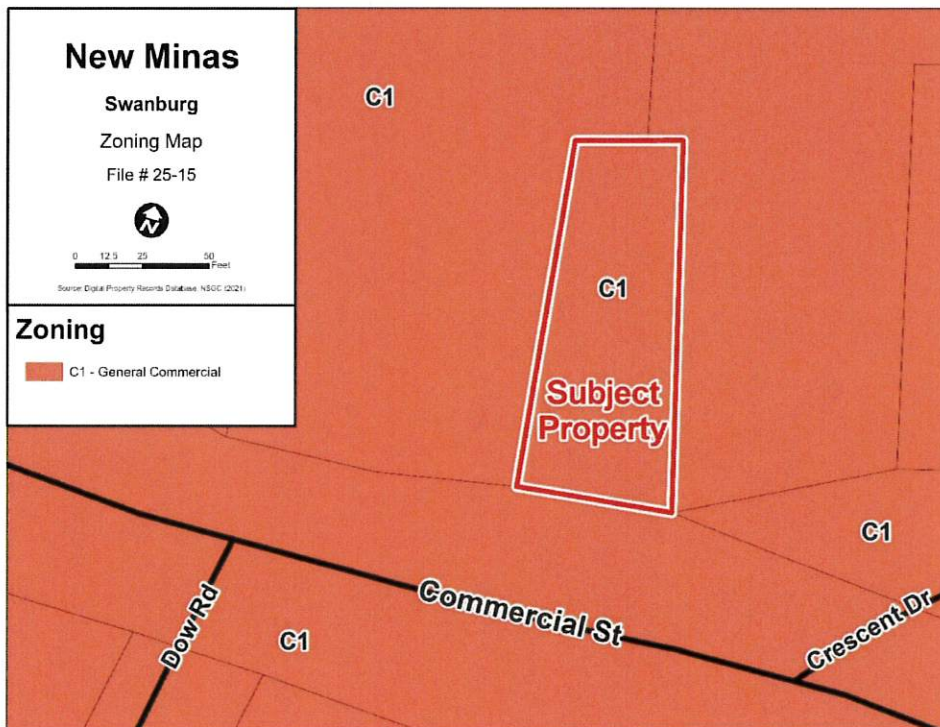 New Minas
Swanburg
Zoning Map
File # 25-15
N
0 12.5 25 50
Feet
Source: Digital Property Records Database, NSGC (2021)
Zoning
C1 - General Commercial
C1
C1
Subject
Property
C1
Commercial St
Crescent Dr
Dow Rd
C1